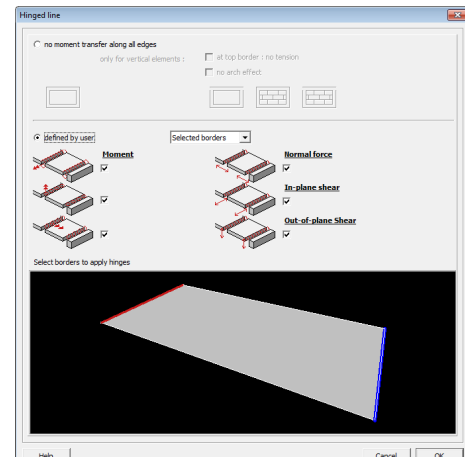 Hinged line
no moment transfer along all edges
only for vertical elements :
at top border : no tension
no arch effect
defined by user
Selected borders
Moment
Normal force
In-plane shear
Out-of-plane Shear
Select borders to apply hinges
Help
Cancel
OK